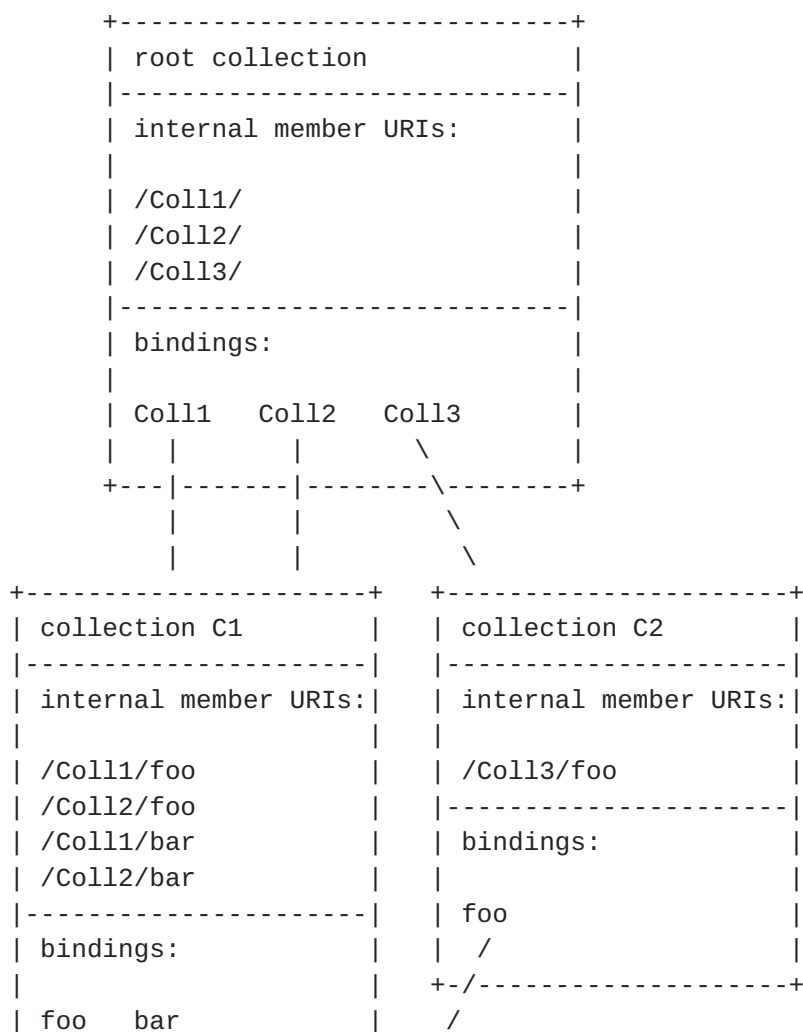 +-----------------------------+
| root collection             |
|-----------------------------|
| internal member URIs:       |
|                             |
| /Coll1/                     |
| /Coll2/                     |
| /Coll3/                     |
|-----------------------------|
| bindings:                   |
|                             |
| Coll1   Coll2   Coll3       |
|   |       |       \         |
+---|-------|--------\--------+
    |       |         \
    |       |          \
+----------------------+   +----------------------+
| collection C1        |   | collection C2        |
|----------------------|   |----------------------|
| internal member URIs:|   | internal member URIs:|
|                      |   |                      |
| /Coll1/foo           |   | /Coll3/foo           |
| /Coll2/foo           |   |----------------------|
| /Coll1/bar           |   | bindings:            |
| /Coll2/bar           |   |                      |
|----------------------|   | foo                  |
| bindings:            |   |  /                   |
|                      |   +-/--------------------+
| foo   bar            |    /